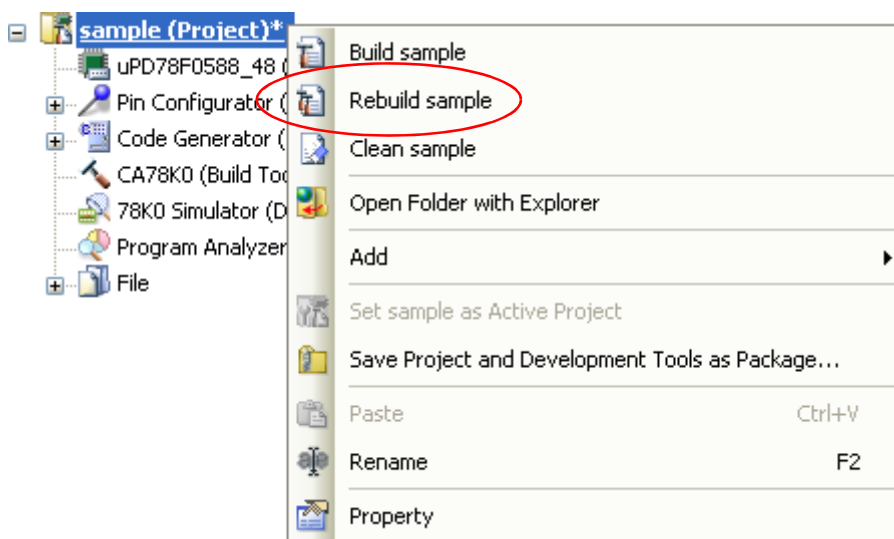 sample (Project)*
uPD78F0588_48 (
Pin Configurator (
Code Generator (
CA78K0 (Build Too
78K0 Simulator (D
Program Analyzer
File
Build sample
Rebuild sample
Clean sample
Open Folder with Explorer
Add
Set sample as Active Project
Save Project and Development Tools as Package...
Paste Ctrl+V
Rename F2
Property